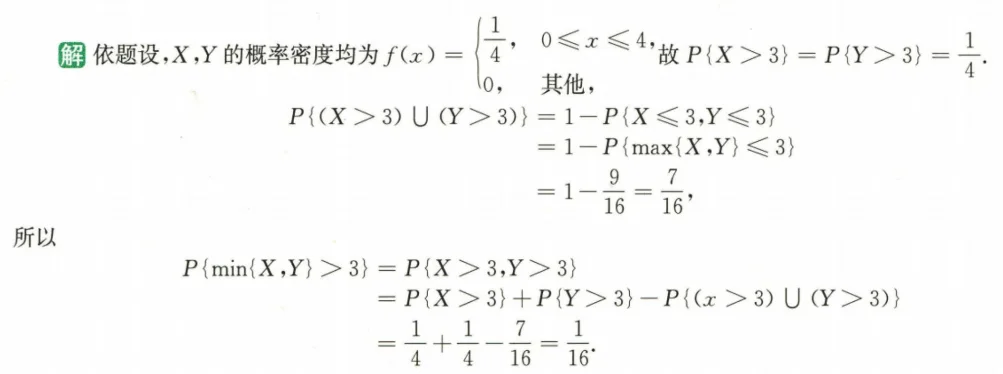 解 依题设,X,Y 的概率密度均为 f(x) = { 1/4, 0 ⩽ x ⩽ 4, 0, 其他, 故 P{X > 3} = P{Y > 3} = 1/4.
P{(X > 3) ∪ (Y > 3)} = 1 − P{X ⩽ 3,Y ⩽ 3}
= 1 − P{max{X,Y} ⩽ 3}
= 1 − 9/16 = 7/16,
所以
P{min{X,Y} > 3} = P{X > 3,Y > 3}
= P{X > 3} + P{Y > 3} − P{(x > 3) ∪ (Y > 3)}
= 1/4 + 1/4 − 7/16 = 1/16.